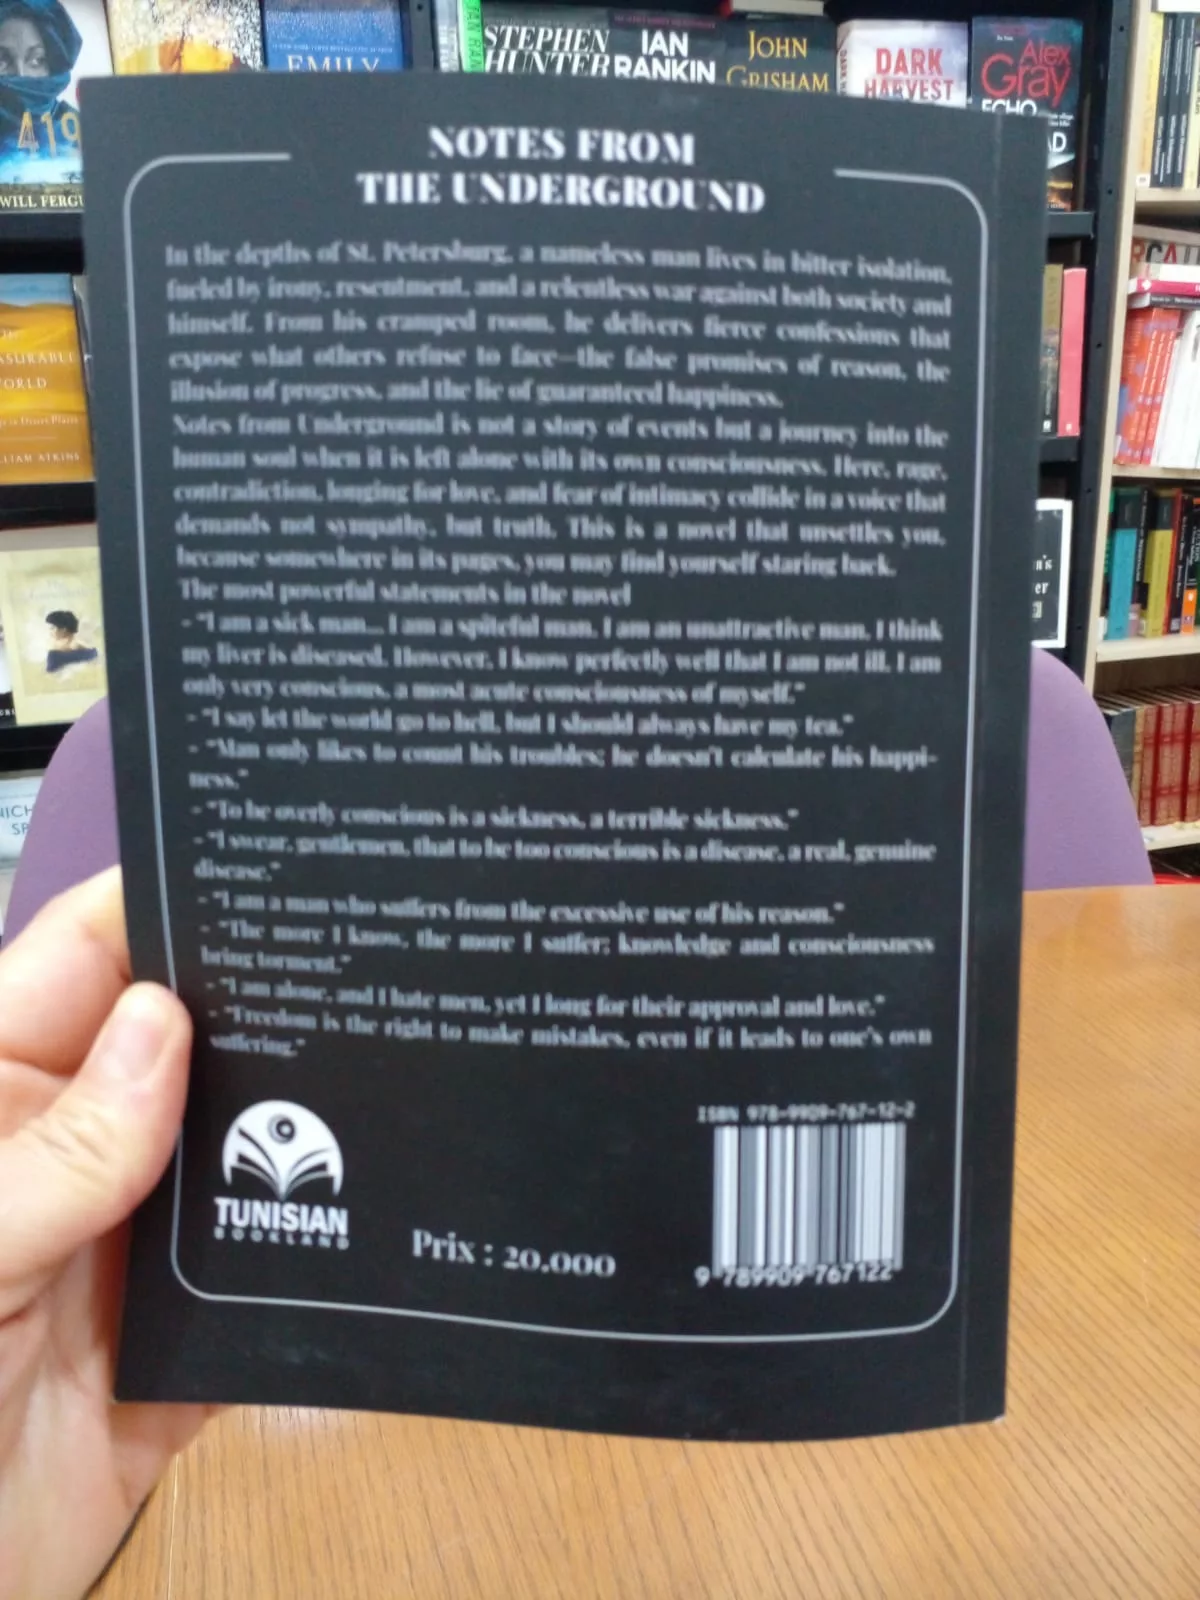 419
WILL FERGU
EMILY
IAN RAN
STEPHEN
HUNTER
IAN
RANKIN
JOHN
GRISHAM
DARK
HARVEST
Alex
Gray
ECHO
ASURABLE
ORLD
LIAM ATKINS
NOTES FROM
THE UNDERGROUND
In the depths of St. Petersburg, a nameless man lives in bitter isolation,
fueled by irony, resentment, and a relentless war against both society and
himself. From his cramped room, he delivers fierce confessions that
expose what others refuse to face—the false promises of reason, the
illusion of progress, and the lie of guaranteed happiness.
Notes from Underground is not a story of events but a journey into the
human soul when it is left alone with its own consciousness. Here, rage,
contradiction, longing for love, and fear of intimacy collide in a voice that
demands not sympathy, but truth. This is a novel that unsettles you,
because somewhere in its pages, you may find yourself staring back.
The most powerful statements in the novel
- "I am a sick man... I am a spiteful man. I am an unattractive man. I think
my liver is diseased. However, I know perfectly well that I am not ill. I am
only very conscious, a most acute consciousness of myself."
- "I say let the world go to hell, but I should always have my tea."
- "Man only likes to count his troubles; he doesn't calculate his happi-
ness."
- "To be overly conscious is a sickness, a terrible sickness."
- "I swear, gentlemen, that to be too conscious is a disease, a real, genuine
disease."
- "I am a man who suffers from the excessive use of his reason."
- "The more I know, the more I suffer; knowledge and consciousness
bring torment."
- "I am alone, and I hate men, yet I long for their approval and love."
- "Freedom is the right to make mistakes, even if it leads to one's own
suffering."
TUNISIAN
BOOKLAND
Prix : 20.000
ISBN 978-9909-767-12-2
9 789909 767122